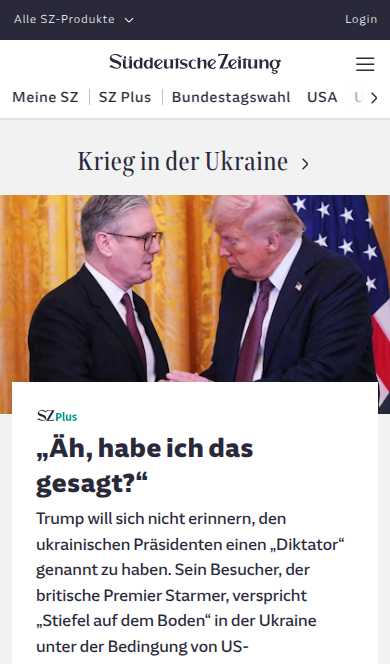 Alle SZ-Produkte
Login
Süddeutsche Zeitung
Meine SZ
SZ Plus
Bundestagswahl
USA
Krieg in der Ukraine
SZ Plus
„Äh, habe ich das
gesagt?“
Trump will sich nicht erinnern, den
ukrainischen Präsidenten einen „Diktator“
genannt zu haben. Sein Besucher, der
britische Premier Starmer, verspricht
„Stiefel auf dem Boden“ in der Ukraine
unter der Bedingung von US-